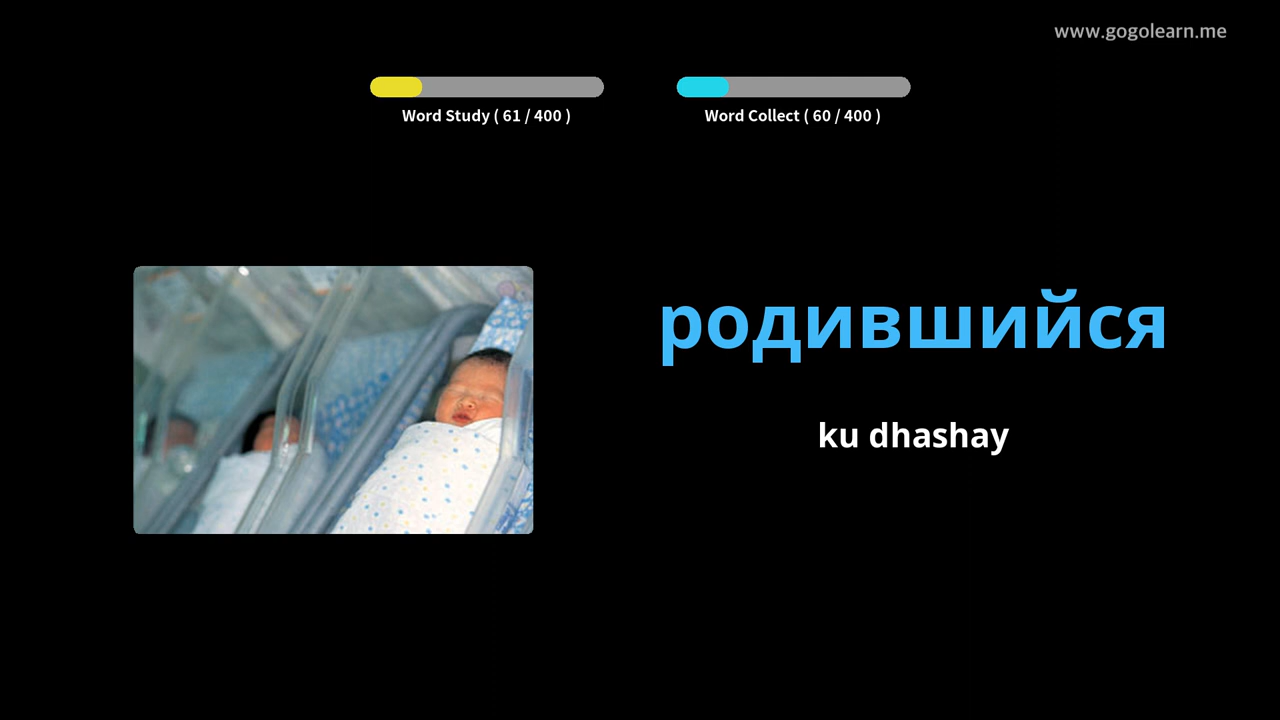 www.gogolearn.me
Word Study ( 61 / 400 )
Word Collect ( 60 / 400 )
родившийся
ku dhashay